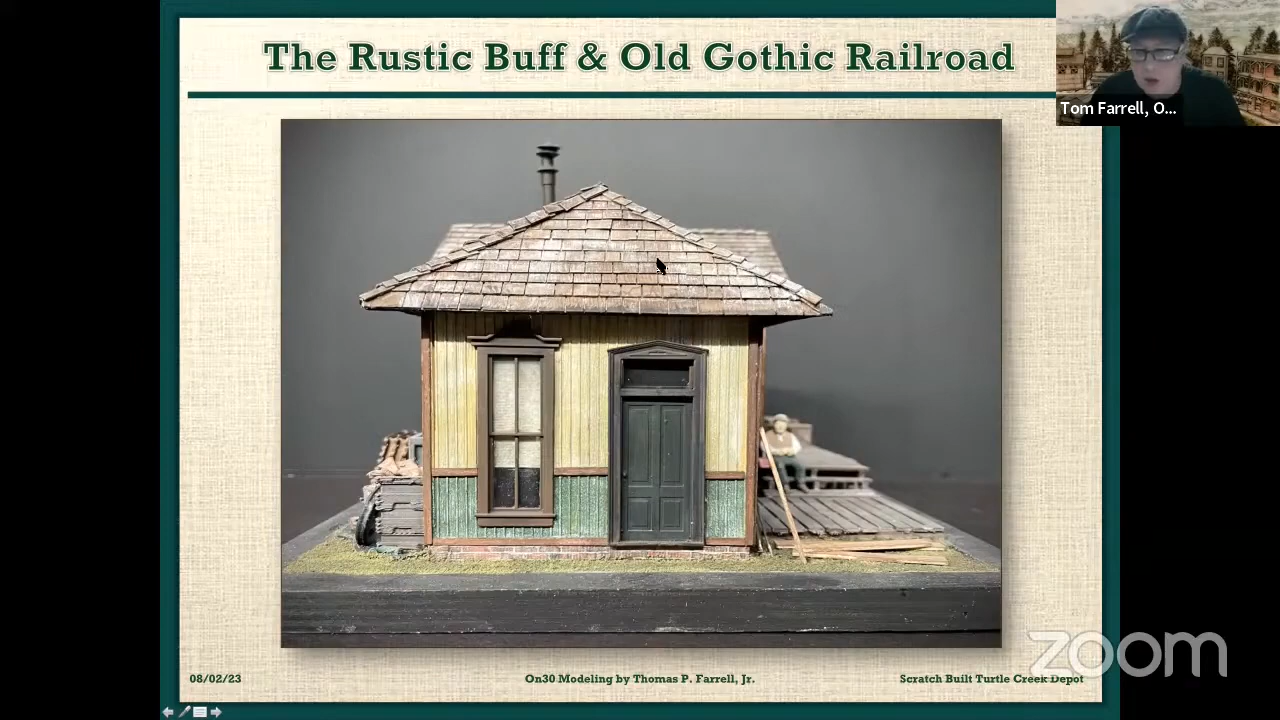 The Rustic Buff & Old Gothic Railroad
Tom Farrell, O...
zoom
08/02/23
On30 Modeling by Thomas P. Farrell, Jr.
Scratch Built Turtle Creek Depot